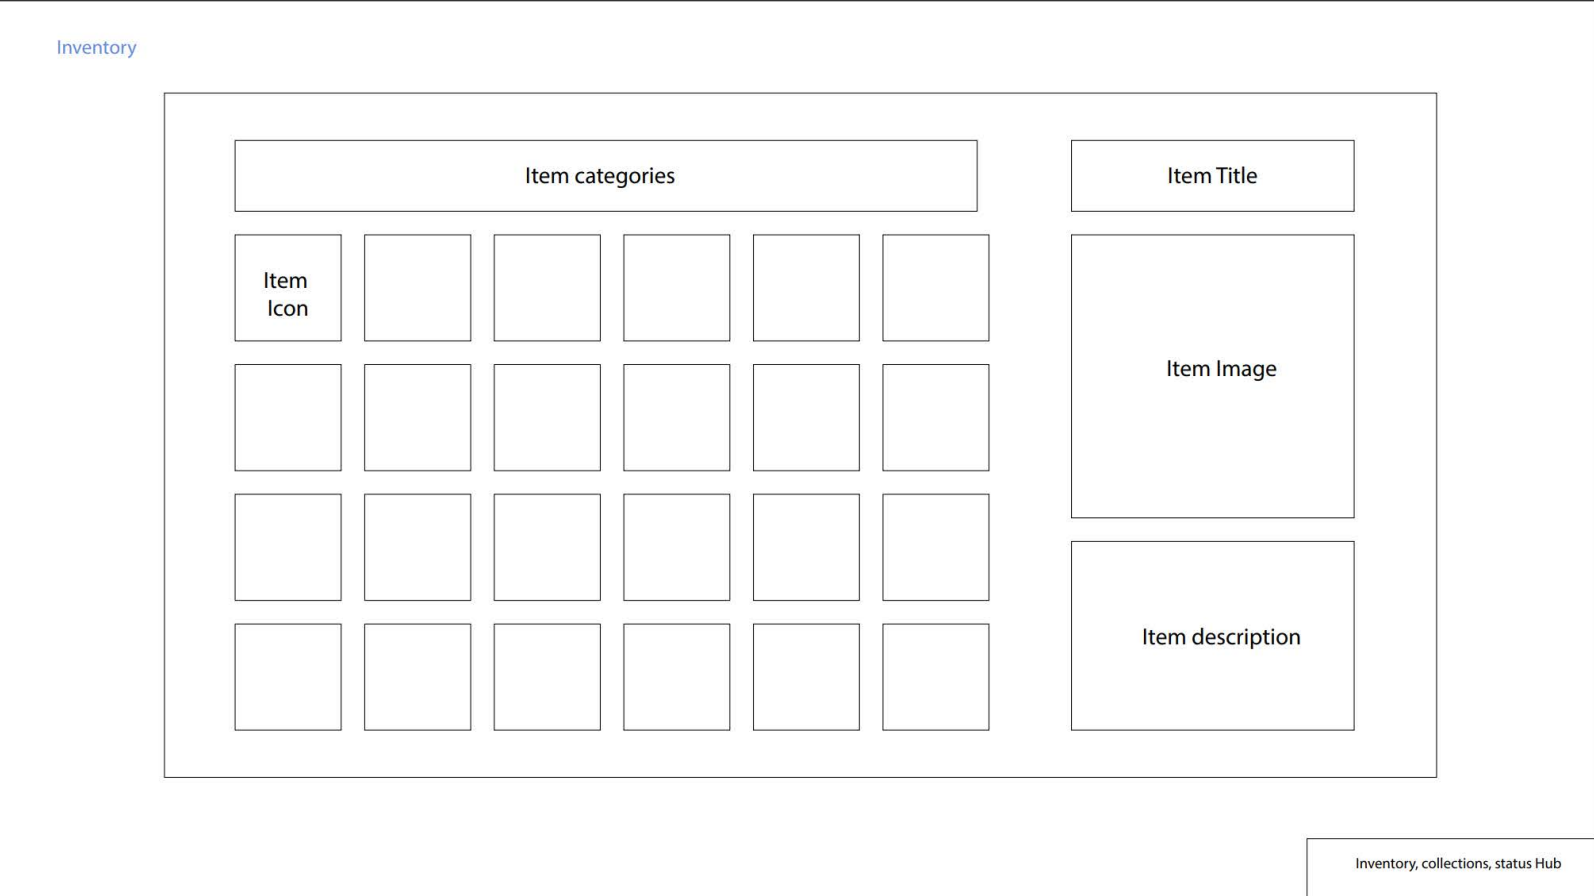 Inventory
Item categories
Item Title
Item
Icon
Item Image
Item description
Inventory, collections, status Hub